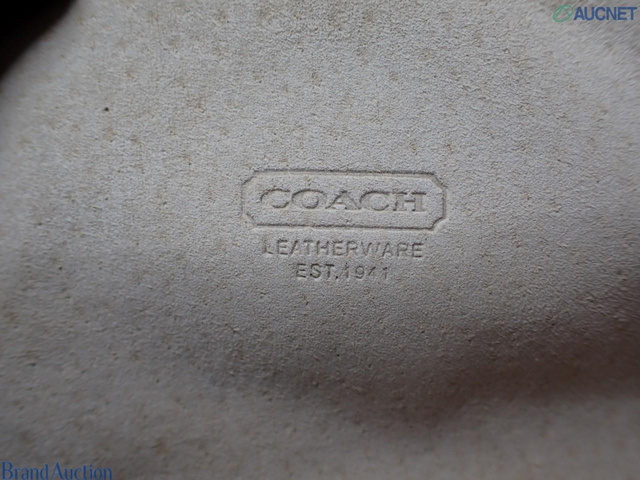 AUCNET
COACH
LEATHERWARE
EST.1941
Brand Auction